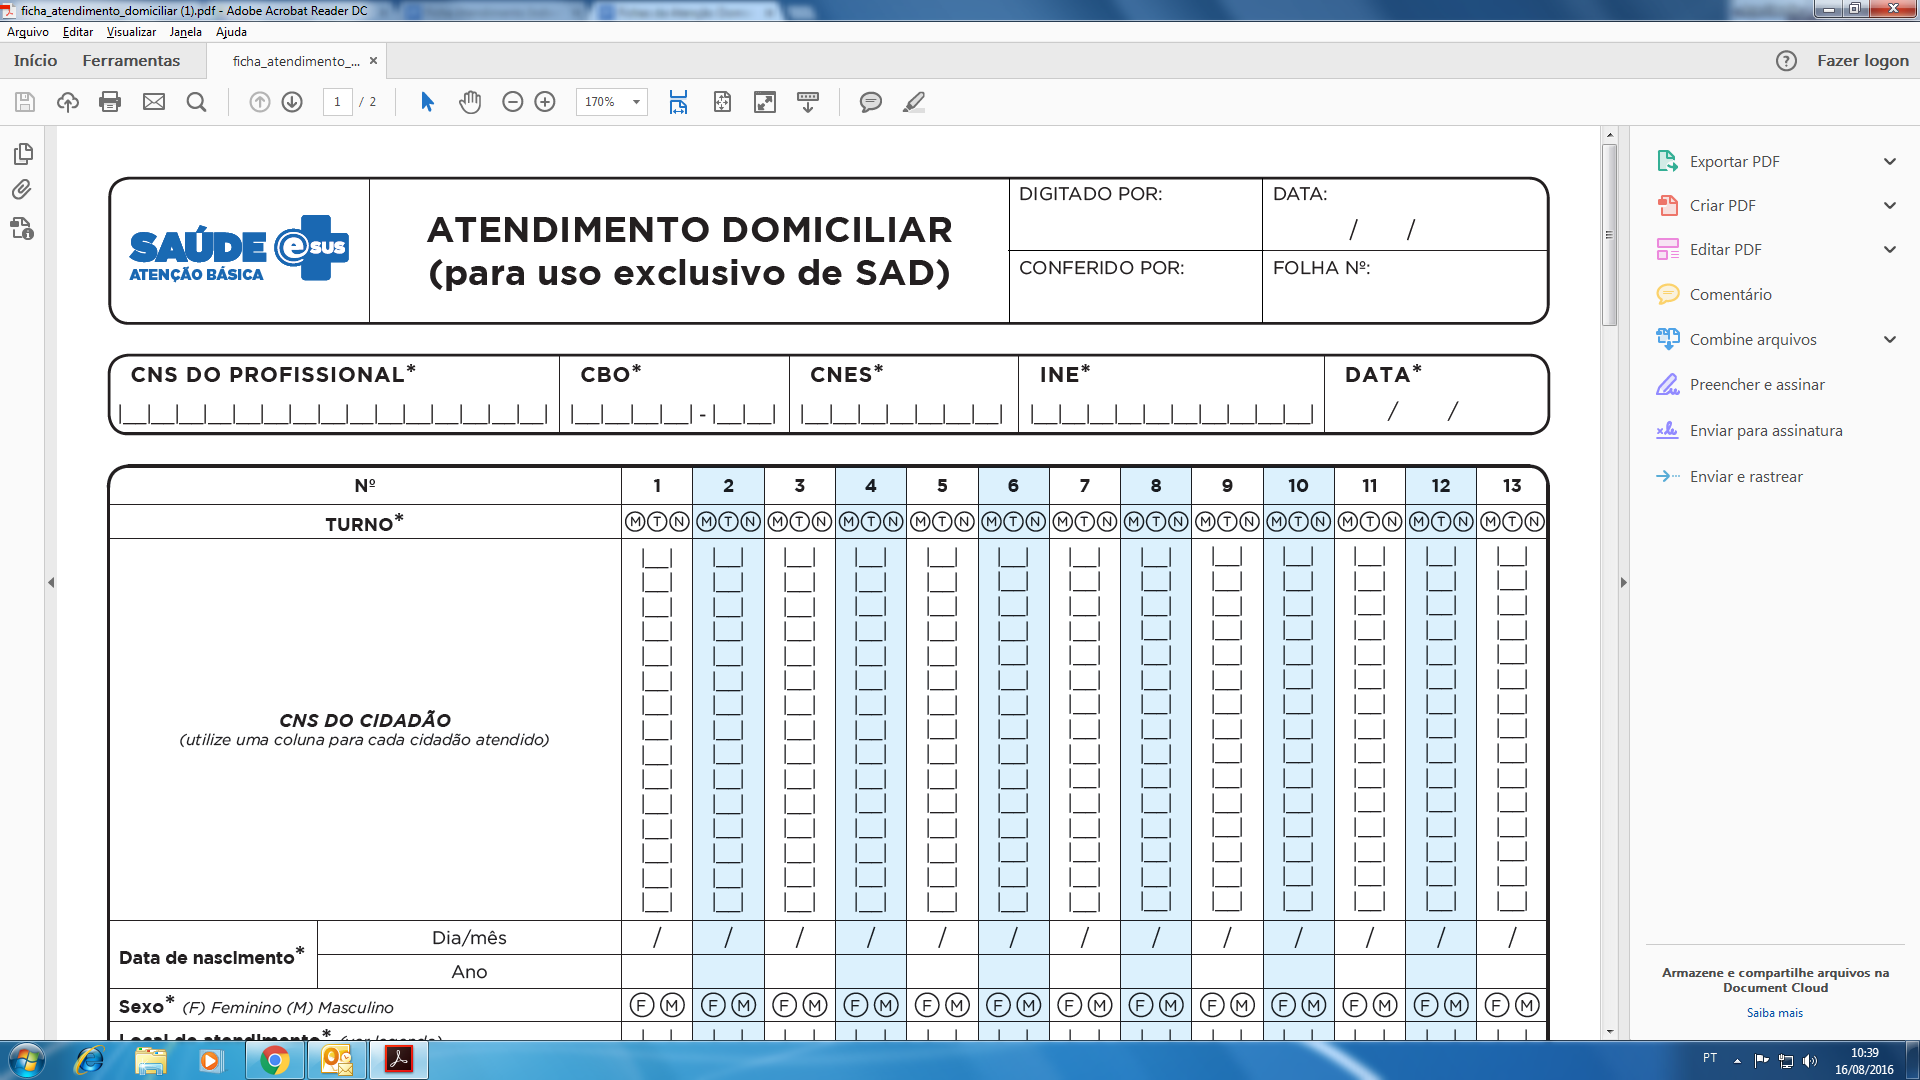 ficha_atendimento_domiciliar (1).pdf - Adobe Acrobat Reader DC
Arquivo Editar Visualizar Janela Ajuda
Início Ferramentas ficha_atendimento_... × ? Fazer logon
1 / 2 170%
SAÚDE e SUS
ATENÇÃO BÁSICA
ATENDIMENTO DOMICILIAR
(para uso exclusivo de SAD)
DIGITADO POR:
DATA:
/ /
CONFERIDO POR:
FOLHA Nº:
CNS DO PROFISSIONAL* CBO* CNES* INE* DATA*
- / /
Nº 1 2 3 4 5 6 7 8 9 10 11 12 13
TURNO* M T N M T N M T N M T N M T N M T N M T N M T N M T N M T N M T N M T N M T N
CNS DO CIDADÃO
(utilize uma coluna para cada cidadão atendido)
Data de nascimento*
Dia/mês / / / / / / / / / / / / /
Ano
Sexo* (F) Feminino (M) Masculino F M F M F M F M F M F M F M F M F M F M F M F M F M
Local de atendimento* (ver legenda)
Exportar PDF
Criar PDF
Editar PDF
Comentário
Combine arquivos
Preencher e assinar
Enviar para assinatura
Enviar e rastrear
Armazene e compartilhe arquivos na
Document Cloud
Saiba mais
PT
10:39
16/08/2016